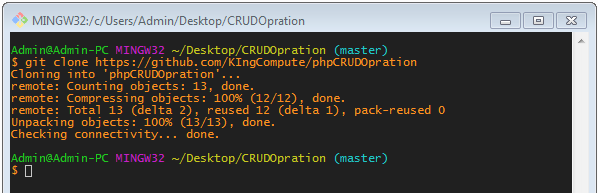 MINGW32:/c/Users/Admin/Desktop/CRUDOpration
Admin@Admin-PC MINGW32 ~/Desktop/CRUDOpration (master)
$ git clone https://github.com/KIngCompute/phpCRUDOpration
Cloning into 'phpCRUDOpration'...
remote: Counting objects: 13, done.
remote: Compressing objects: 100% (12/12), done.
remote: Total 13 (delta 2), reused 12 (delta 1), pack-reused 0
Unpacking objects: 100% (13/13), done.
Checking connectivity... done.
Admin@Admin-PC MINGW32 ~/Desktop/CRUDOpration (master)
$